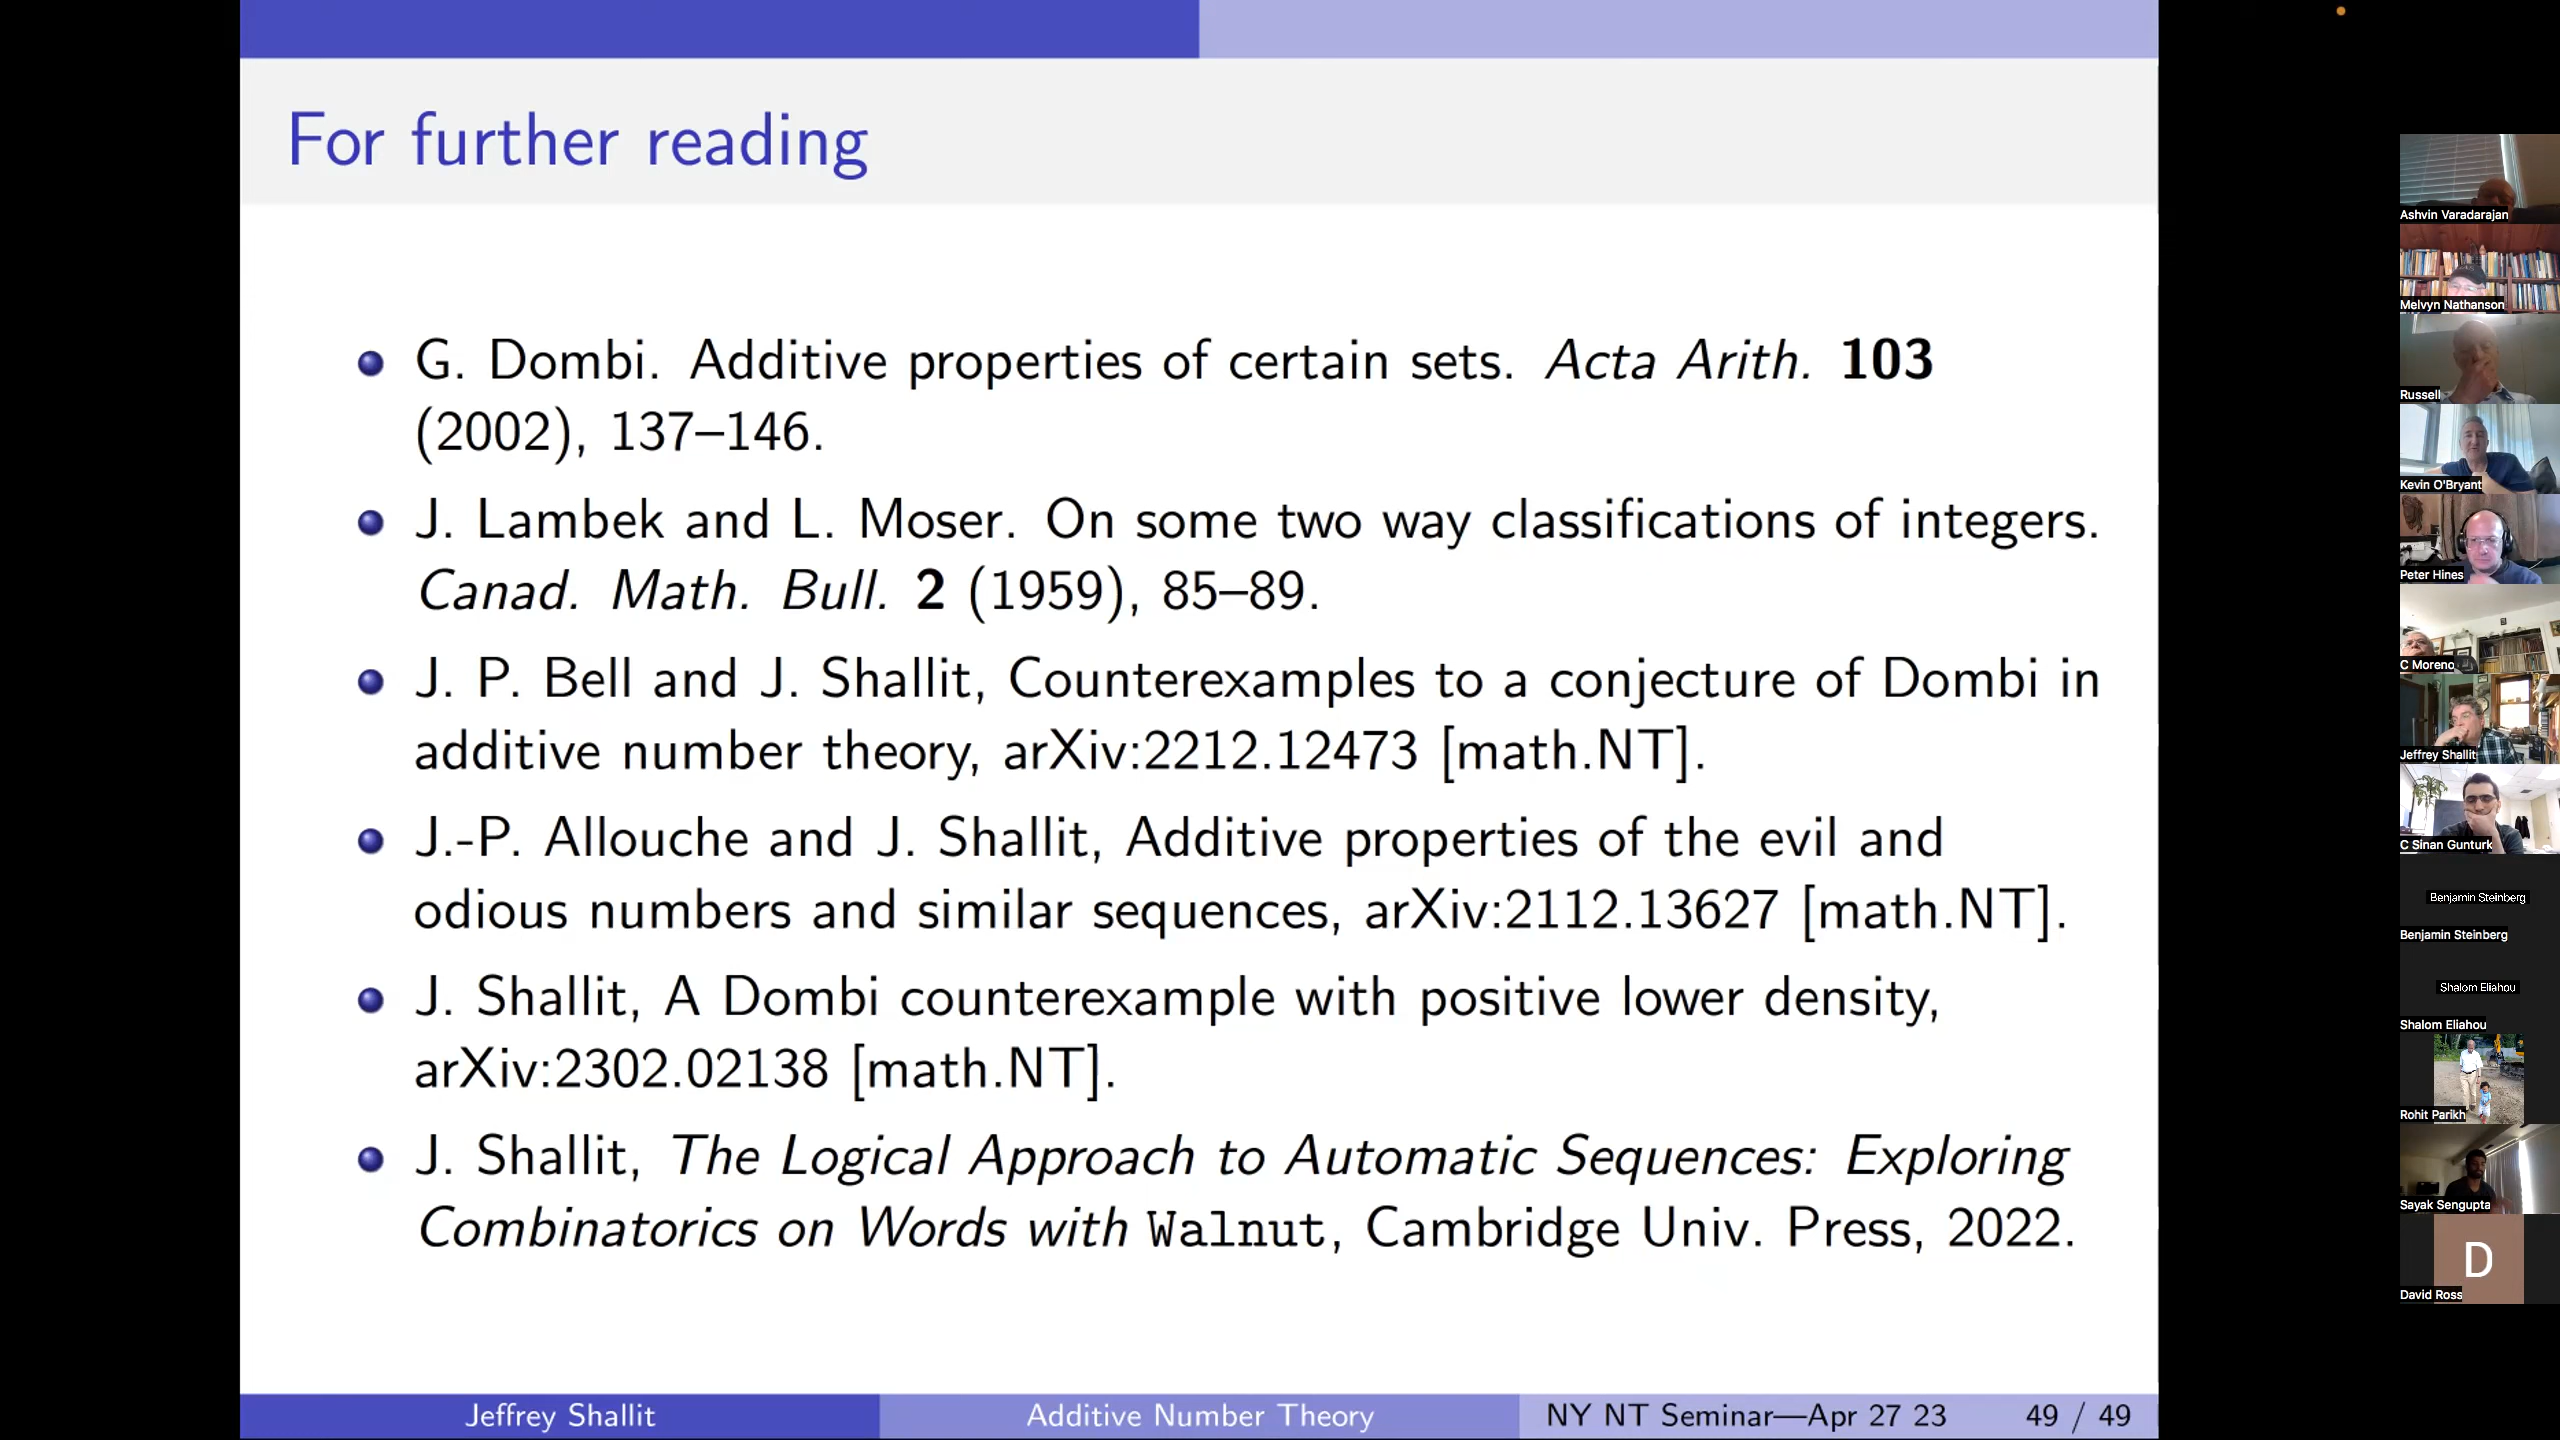 For further reading
G. Dombi. Additive properties of certain sets. Acta Arith. 103
(2002), 137–146.
J. Lambek and L. Moser. On some two way classifications of integers.
Canad. Math. Bull. 2 (1959), 85–89.
J. P. Bell and J. Shallit, Counterexamples to a conjecture of Dombi in
additive number theory, arXiv:2212.12473 [math.NT].
J.-P. Allouche and J. Shallit, Additive properties of the evil and
odious numbers and similar sequences, arXiv:2112.13627 [math.NT].
J. Shallit, A Dombi counterexample with positive lower density,
arXiv:2302.02138 [math.NT].
J. Shallit, The Logical Approach to Automatic Sequences: Exploring
Combinatorics on Words with Walnut, Cambridge Univ. Press, 2022.
Jeffrey Shallit
Additive Number Theory
NY NT Seminar—Apr 27 23
49 / 49
Ashvin Varadarajan
Melvyn Nathanson
Russell
Kevin O'Bryant
Peter Hines
C Moreno
Jeffrey Shallit
C Sinan Gunturk
Benjamin Steinberg
Benjamin Steinberg
Shalom Eliahou
Shalom Eliahou
Rohit Parikh
Sayak Sengupta
D
David Ross